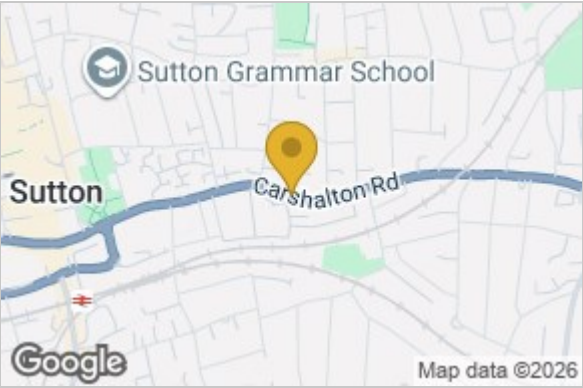 Sutton Grammar School
Sutton
Carshalton Rd
Google
Map data ©2026